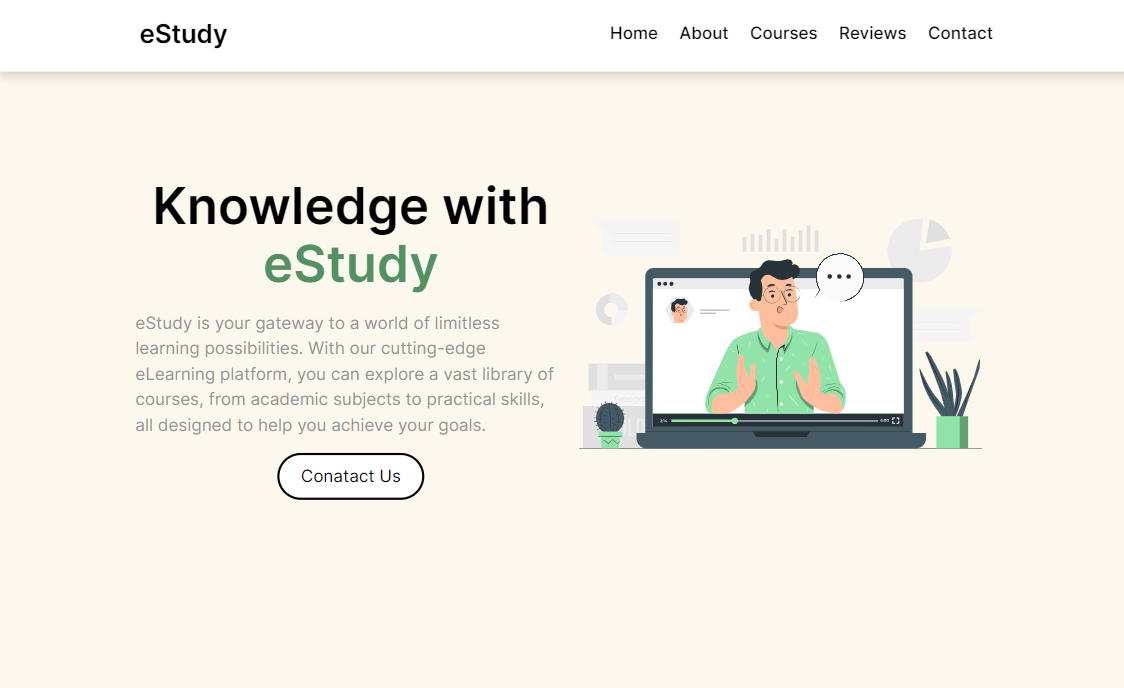 eStudy
Home About Courses Reviews Contact
Knowledge with
eStudy
eStudy is your gateway to a world of limitless
learning possibilities. With our cutting-edge
eLearning platform, you can explore a vast library of
courses, from academic subjects to practical skills,
all designed to help you achieve your goals.
Conatact Us